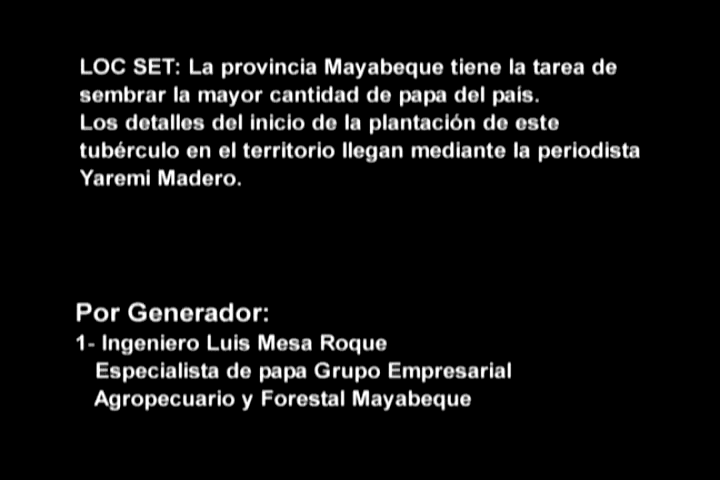 LOC SET: La provincia Mayabeque tiene la tarea de
sembrar la mayor cantidad de papa del país.
Los detalles del inicio de la plantación de este
tubérculo en el territorio llegan mediante la periodista
Yaremi Madero.
Por Generador:
1- Ingeniero Luis Mesa Roque
Especialista de papa Grupo Empresarial
Agropecuario y Forestal Mayabeque